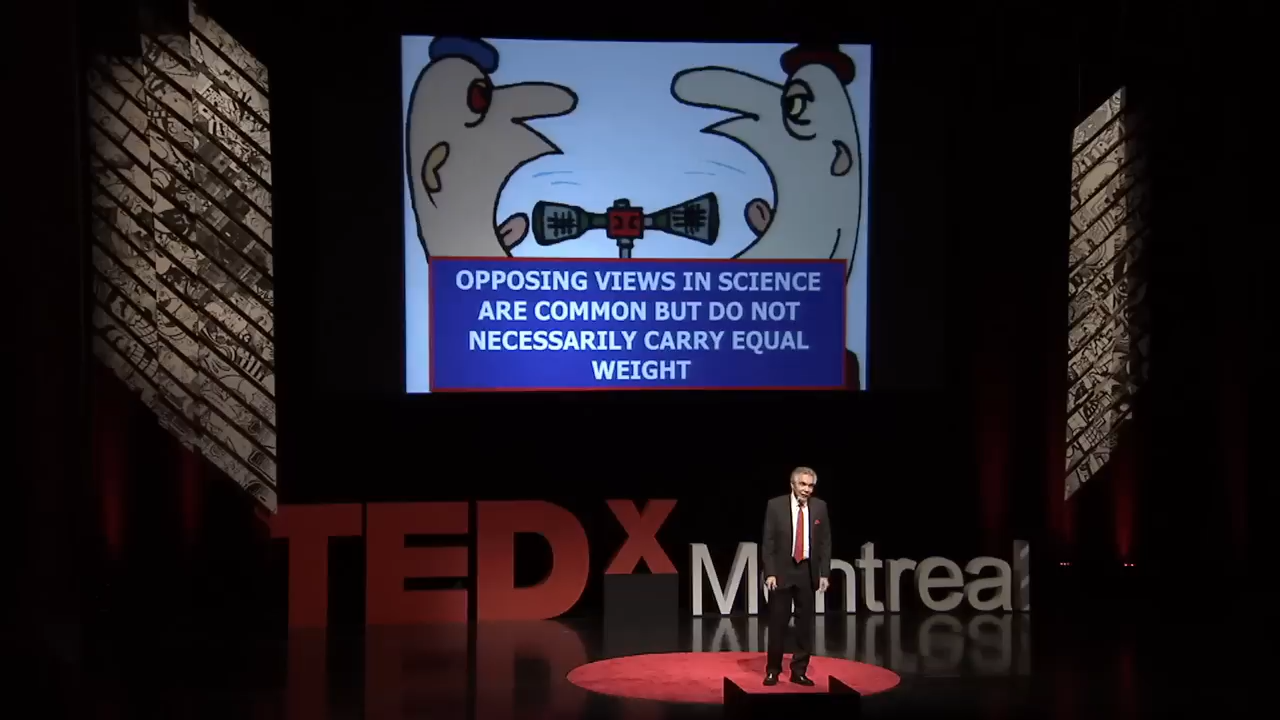 OPPOSING VIEWS IN SCIENCE
ARE COMMON BUT DO NOT
NECESSARILY CARRY EQUAL
WEIGHT
TEDx
Montreal